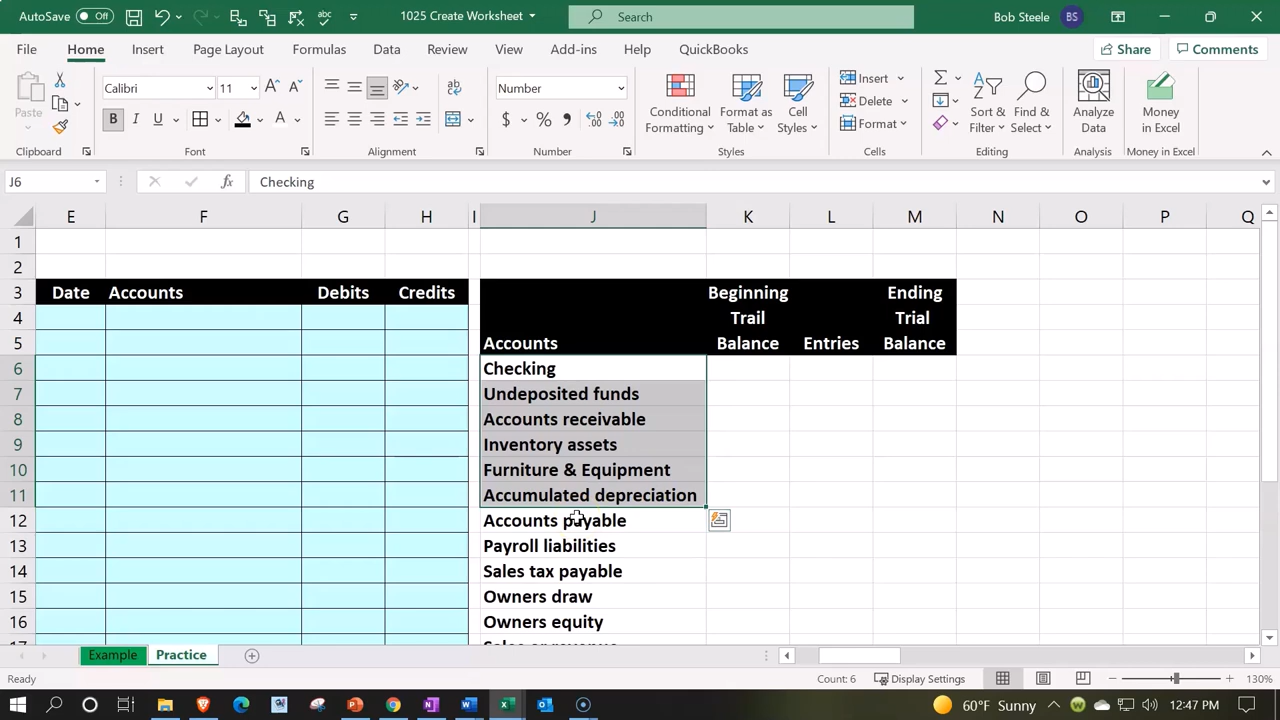 AutoSave Off 1025 Create Worksheet Search Bob Steele BS
File Home Insert Page Layout Formulas Data Review View Add-ins Help QuickBooks Share Comments
Paste
Clipboard
Calibri 11
B I U
Font
Alignment
Number
$ % 9
Number
Conditional Formatting
Format as Table
Cell Styles
Styles
Insert
Delete
Format
Cells
Sort & Filter
Find & Select
Editing
Analyze Data
Analysis
Money in Excel
Money in Excel
J6 fx Checking
E F G H I J K L M N O P Q
1
2
3 Date Accounts Debits Credits Beginning Ending
4 Trail Trial
5 Accounts Balance Entries Balance
6 Checking
7 Undeposited funds
8 Accounts receivable
9 Inventory assets
10 Furniture & Equipment
11 Accumulated depreciation
12 Accounts payable
13 Payroll liabilities
14 Sales tax payable
15 Owners draw
16 Owners equity
Example Practice
Ready Count: 6 Display Settings 130%
60°F Sunny 12:47 PM